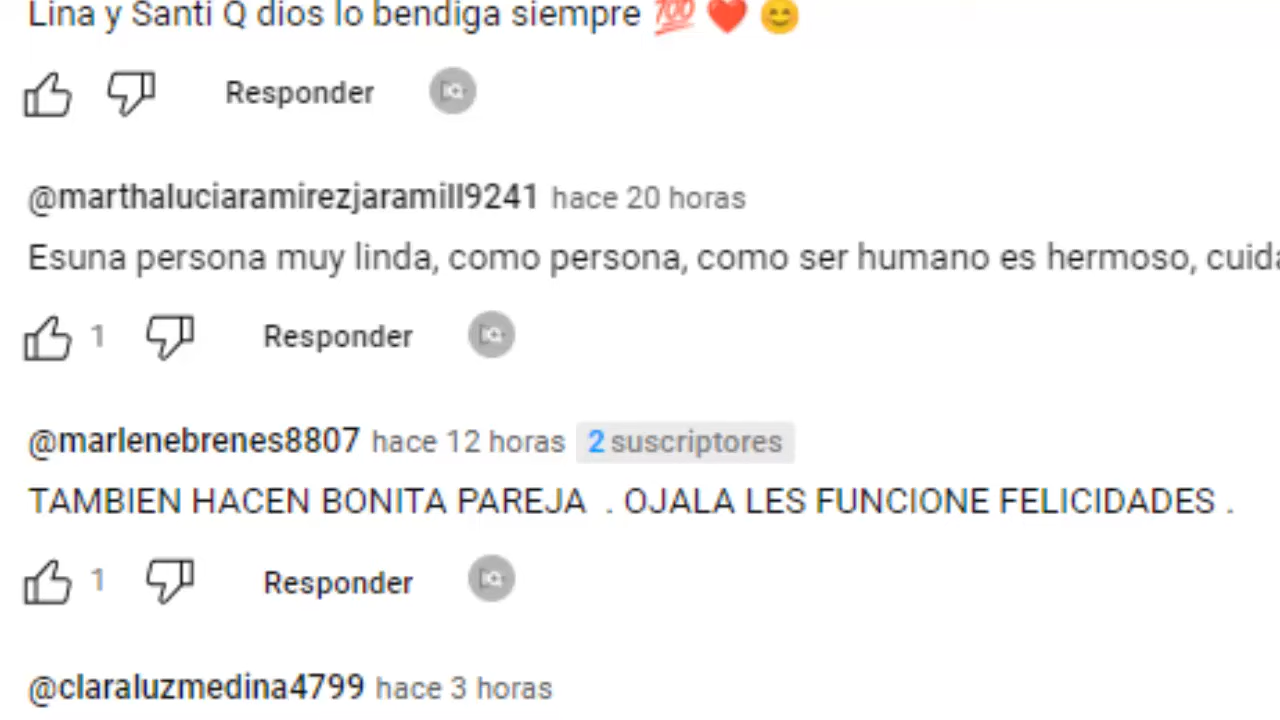 Lina y Santi Q dios lo bendiga siempre 💯 ❤️ 😊
Responder
@marthaluciaramirezjaramill9241 hace 20 horas
Esuna persona muy linda, como persona, como ser humano es hermoso,
1 Responder
@marlenebrenes8807 hace 12 horas 2 suscriptores
TAMBIEN HACEN BONITA PAREJA . OJALA LES FUNCIONE FELICIDADES .
1 Responder
@claraluzmedina4799 hace 3 horas